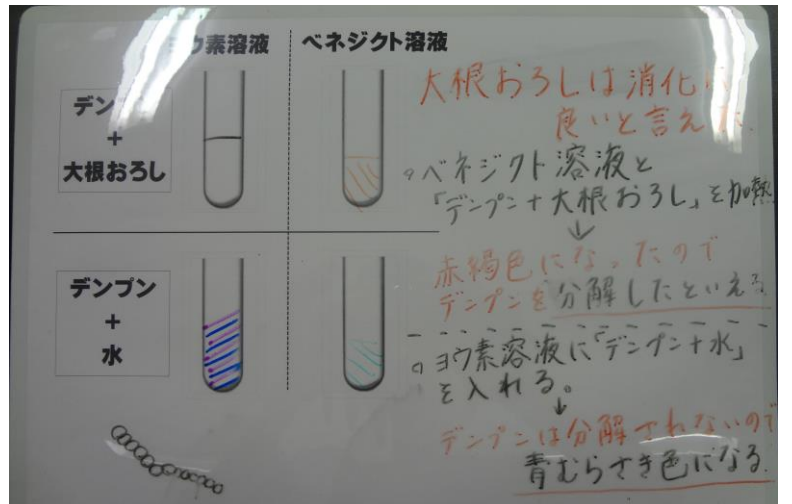 ヨウ素溶液
ベネジクト溶液
デンプン
+
大根おろし
デンプン
+
水
大根おろしは消化に
良いと言えた
。ベネジクト溶液と
「デンプン+大根おろし」を加熱
↓
赤褐色になったので
デンプンを分解したといえる
。ヨウ素溶液に「デンプン+水」
を入れる。
↓
デンプンは分解されないので
青むらさき色になる